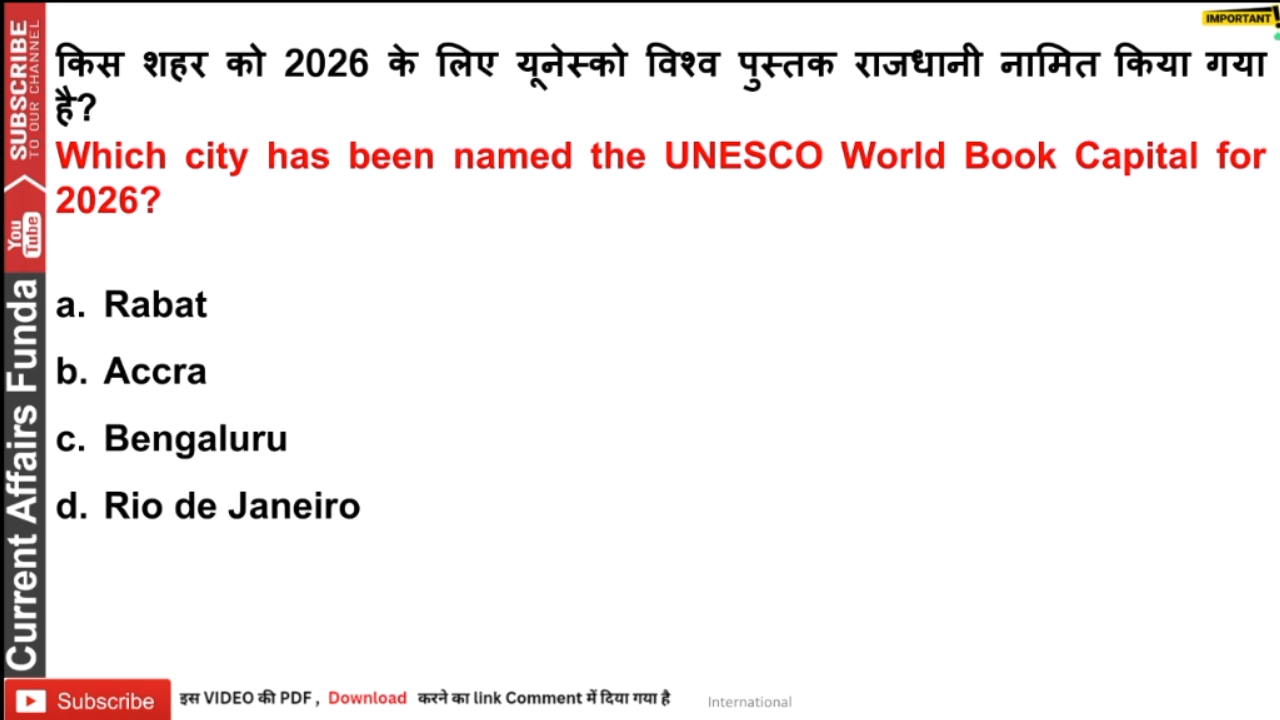 IMPORTANT
किस शहर को 2026 के लिए यूनेस्को विश्व पुस्तक राजधानी नामित किया गया
है?
Which city has been named the UNESCO World Book Capital for
2026?
a. Rabat
b. Accra
c. Bengaluru
d. Rio de Janeiro
SUBSCRIBE
TO OUR CHANNEL
You
Tube
Current Affairs Funda
Subscribe
इस VIDEO की PDF , Download करने का link Comment में दिया गया है
International